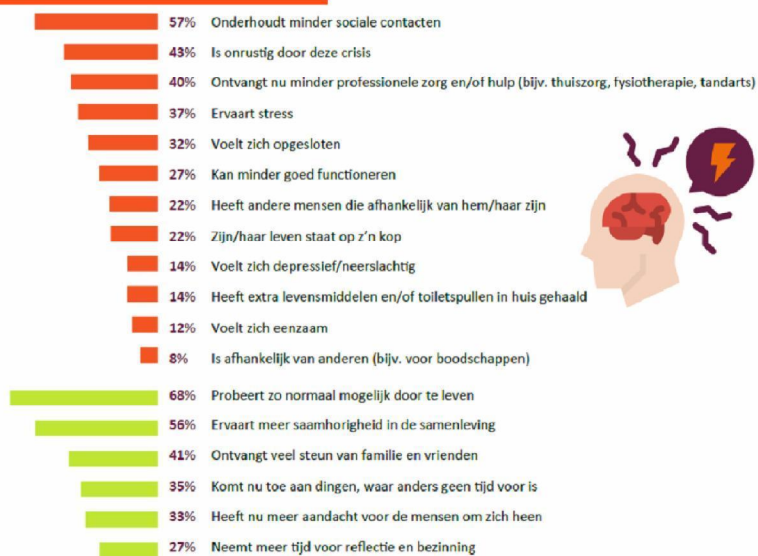 57% Onderhoudt minder sociale contacten
43% Is onrustig door deze crisis
40% Ontvangt nu minder professionele zorg en/of hulp (bijv. thuiszorg, fysiotherapie, tandarts)
37% Ervaart stress
32% Voelt zich opgesloten
27% Kan minder goed functioneren
22% Heeft andere mensen die afhankelijk van hem/haar zijn
22% Zijn/haar leven staat op z'n kop
14% Voelt zich depressief/neerslachtig
14% Heeft extra levensmiddelen en/of toiletspullen in huis gehaald
12% Voelt zich eenzaam
8% Is afhankelijk van anderen (bijv. voor boodschappen)
68% Probeert zo normaal mogelijk door te leven
56% Ervaart meer saamhorigheid in de samenleving
41% Ontvangt veel steun van familie en vrienden
35% Komt nu toe aan dingen, waar anders geen tijd voor is
33% Heeft nu meer aandacht voor de mensen om zich heen
27% Neemt meer tijd voor reflectie en bezinning